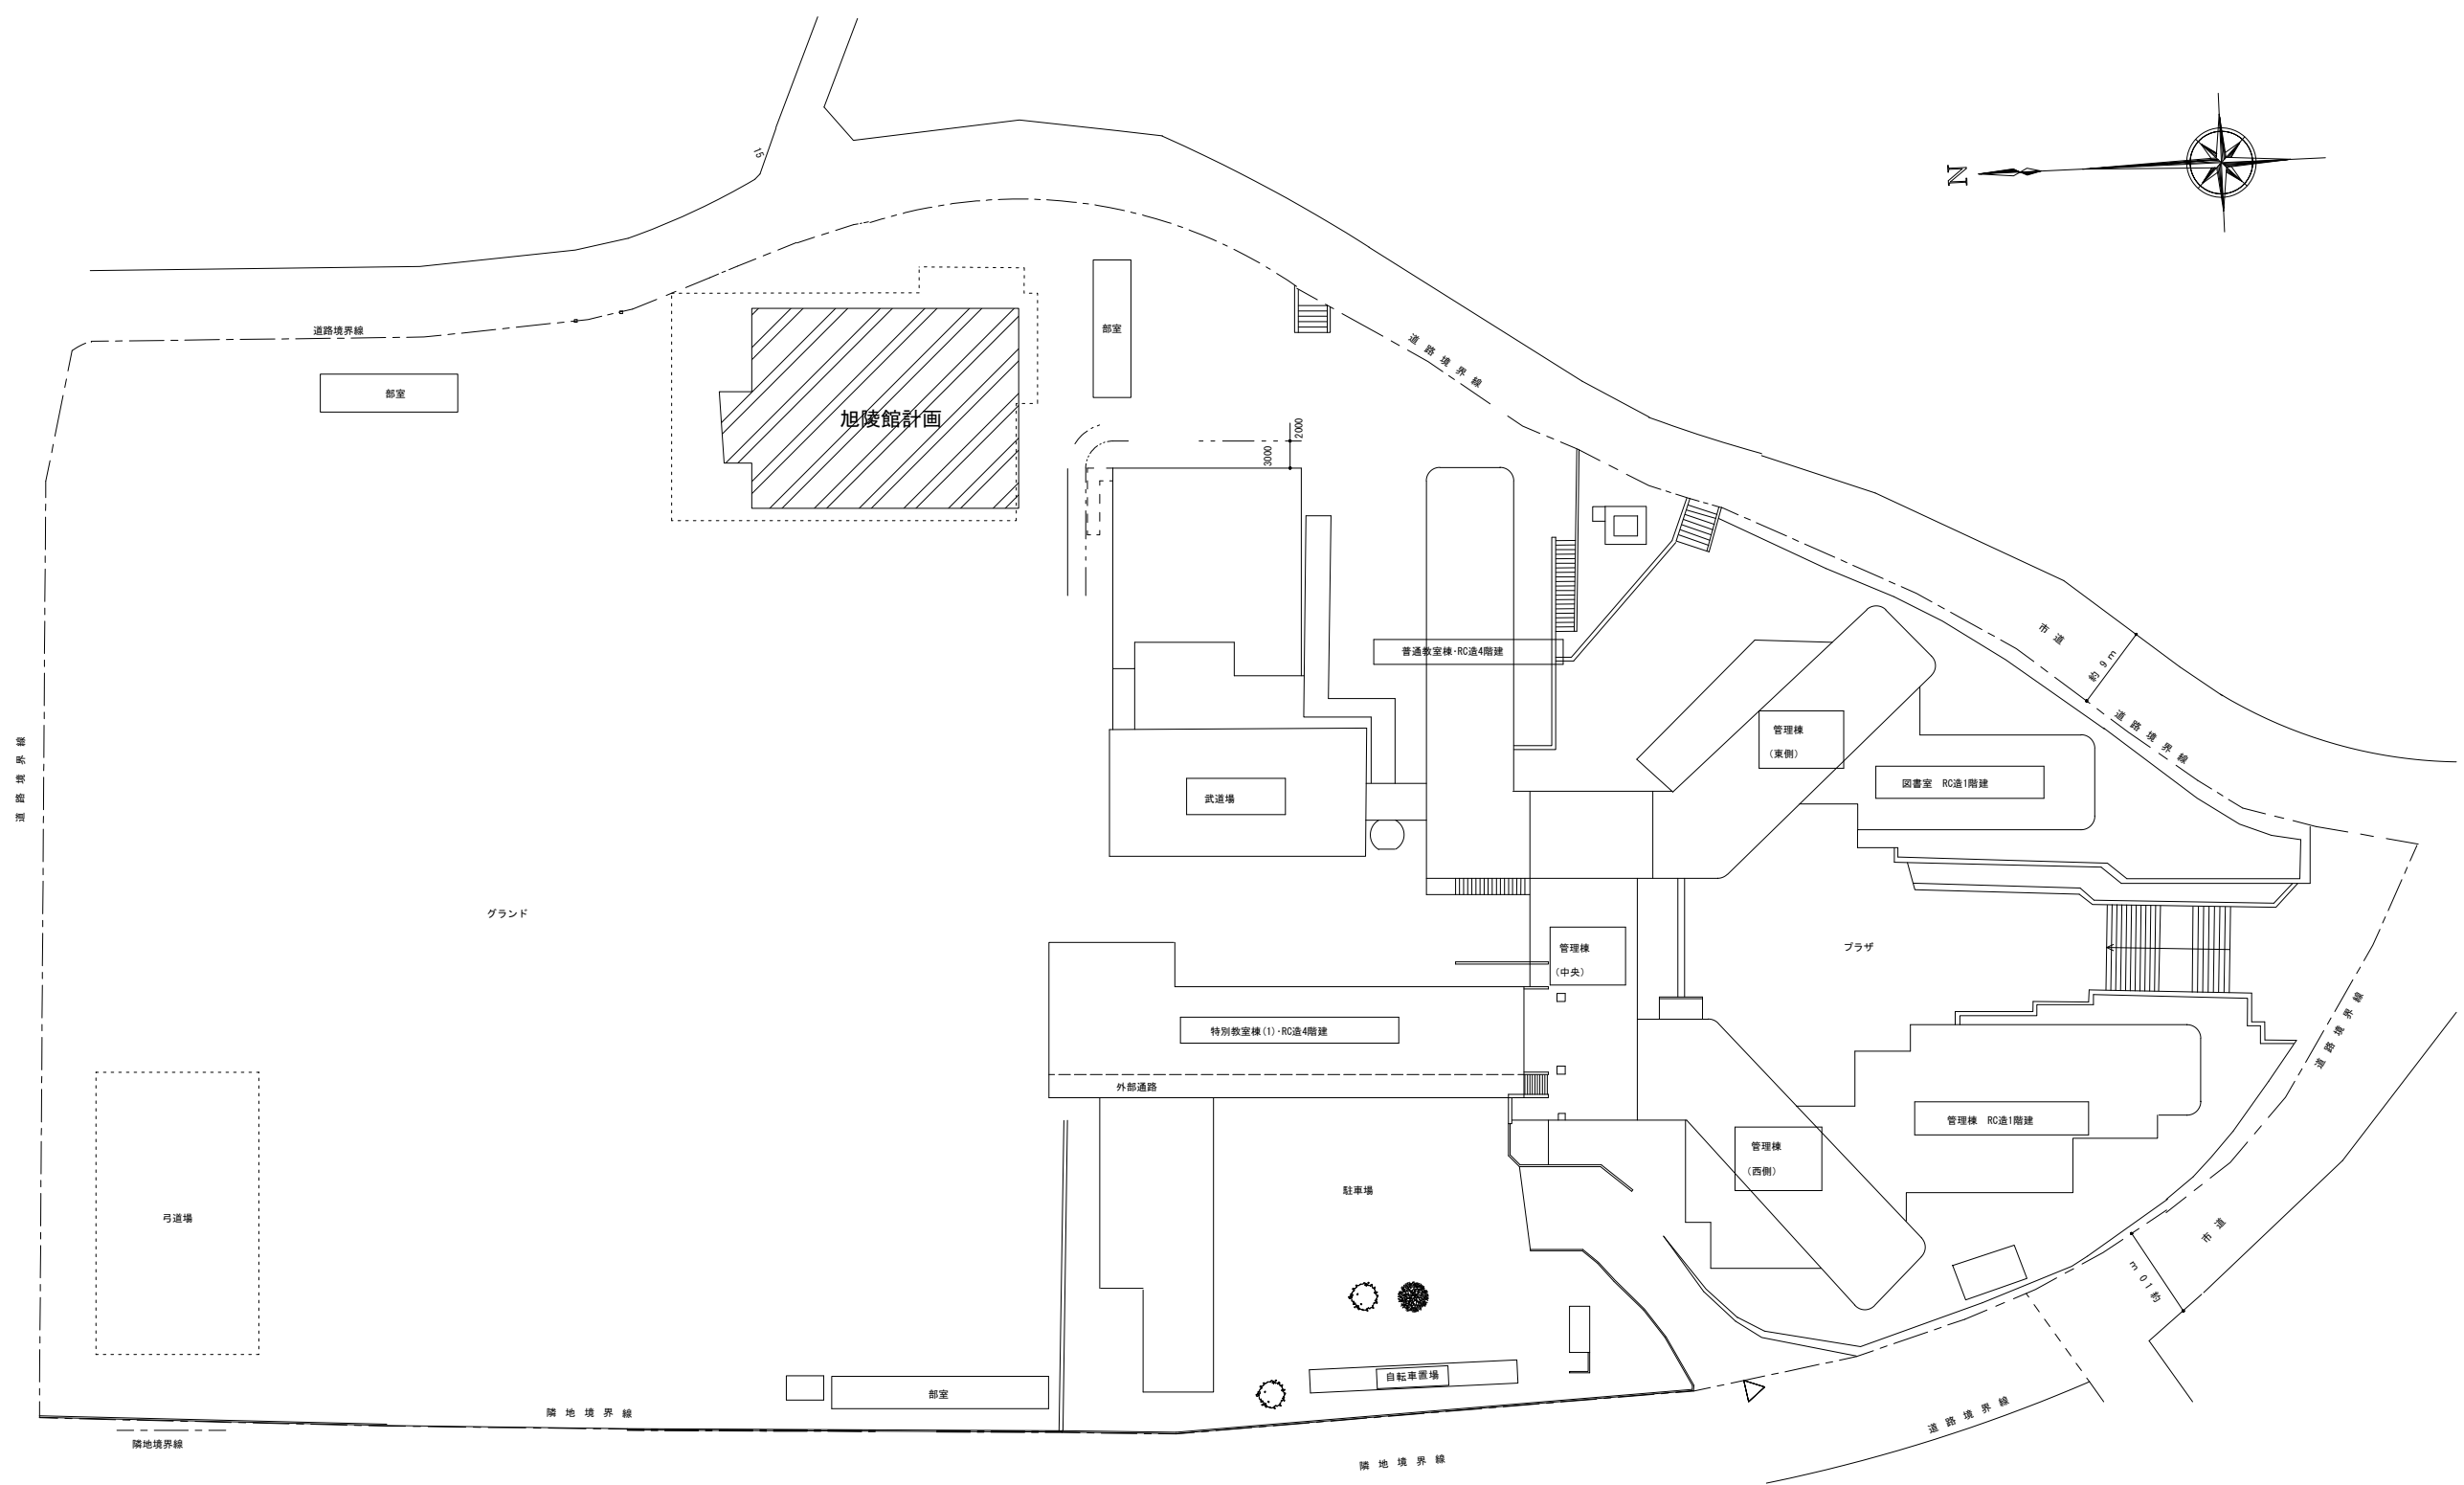 15
N
道路境界線
部室
部室
旭陵館計画
道路境界線
2000
3000
普通教室棟・RC造4階建
市道
約9m
道路境界線
管理棟
（東側）
図書室　RC造1階建
武道場
道路境界線
グランド
管理棟
（中央）
プラザ
特別教室棟(1)・RC造4階建
外部通路
道路境界線
管理棟　RC造1階建
管理棟
（西側）
駐車場
弓道場
市道
約10m
自転車置場
部室
隣地境界線
隣地境界線
道路境界線
隣地境界線